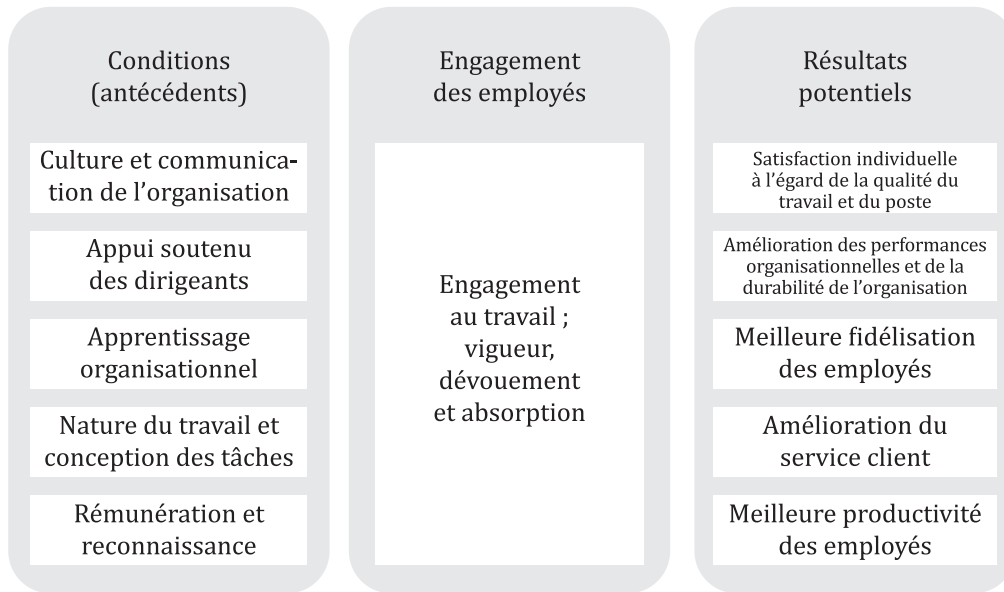 Conditions
(antécédents)
Culture et communica-
tion de l’organisation
Appui soutenu
des dirigeants
Apprentissage
organisationnel
Nature du travail et
conception des tâches
Rémunération et
reconnaissance
Engagement
des employés
Engagement
au travail ;
vigueur,
dévouement
et absorption
Résultats
potentiels
Satisfaction individuelle
à l’égard de la qualité du
travail et du poste
Amélioration des performances
organisationnelles et de la
durabilité de l’organisation
Meilleure fidélisation
des employés
Amélioration du
service client
Meilleure productivité
des employés